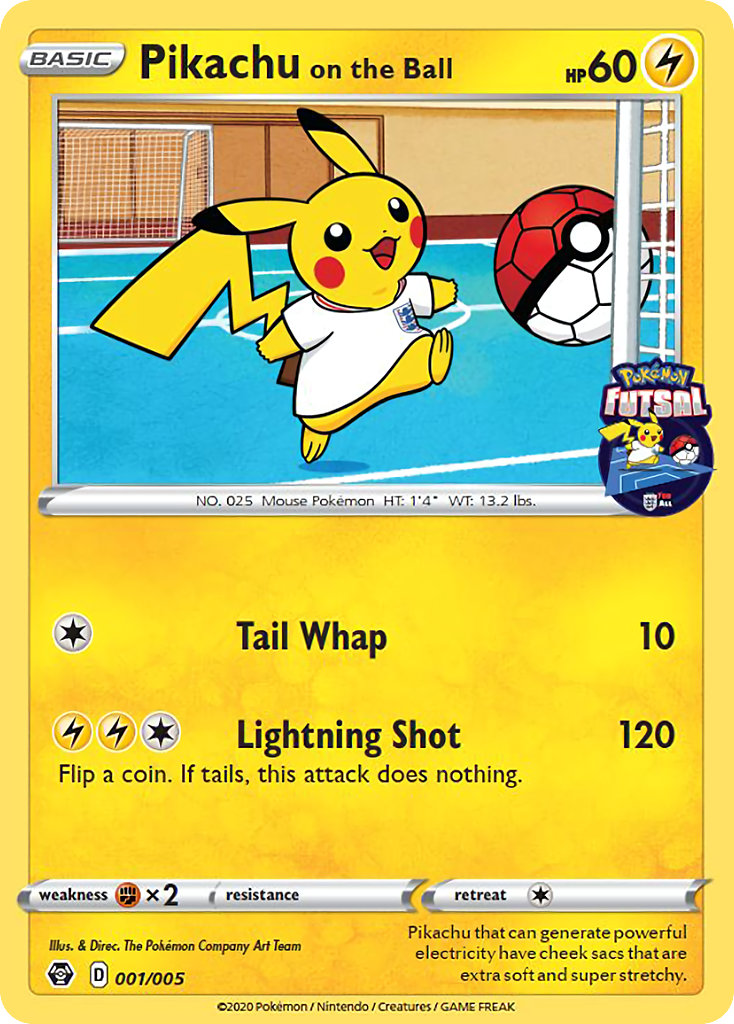 BASIC
Pikachu on the Ball
HP60
POKéMON
FUTSAL
FOR
ALL
NO. 025 Mouse Pokémon HT: 1'4" WT: 13.2 lbs.
Tail Whap 10
Lightning Shot 120
Flip a coin. If tails, this attack does nothing.
weakness ×2 resistance retreat
Illus. & Direc. The Pokémon Company Art Team
D 001/005
Pikachu that can generate powerful
electricity have cheek sacs that are
extra soft and super stretchy.
©2020 Pokémon / Nintendo / Creatures / GAME FREAK